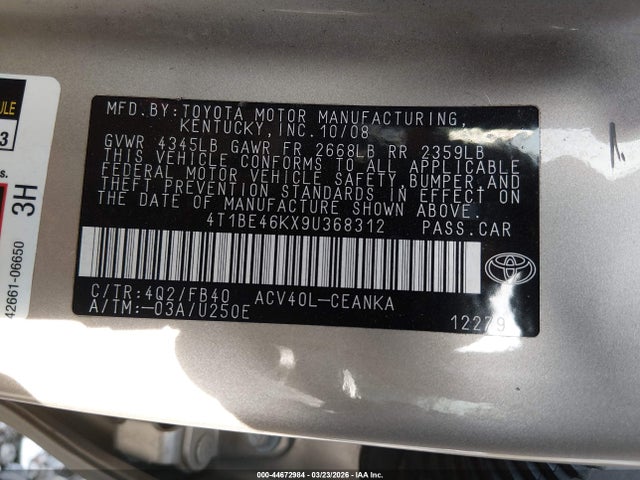 MFD.BY:TOYOTA MOTOR MANUFACTURING,
KENTUCKY,INC.10/08
GVWR 4345LB GAWR FR 2668LB RR 2359LB
THIS VEHICLE CONFORMS TO ALL APPLICABLE
FEDERAL MOTOR VEHICLE SAFETY,BUMPER,AND
THEFT PREVENTION STANDARDS IN EFFECT ON
THE DATE OF MANUFACTURE SHOWN ABOVE.
4T1BE46KX9U368312 PASS.CAR
C/TR:4Q2/FB40 ACV40L-CEANKA
A/TM:-03A/U250E
12279
3H
42661-06650
000-44672984 | 03/23/2026 | IAA Inc.